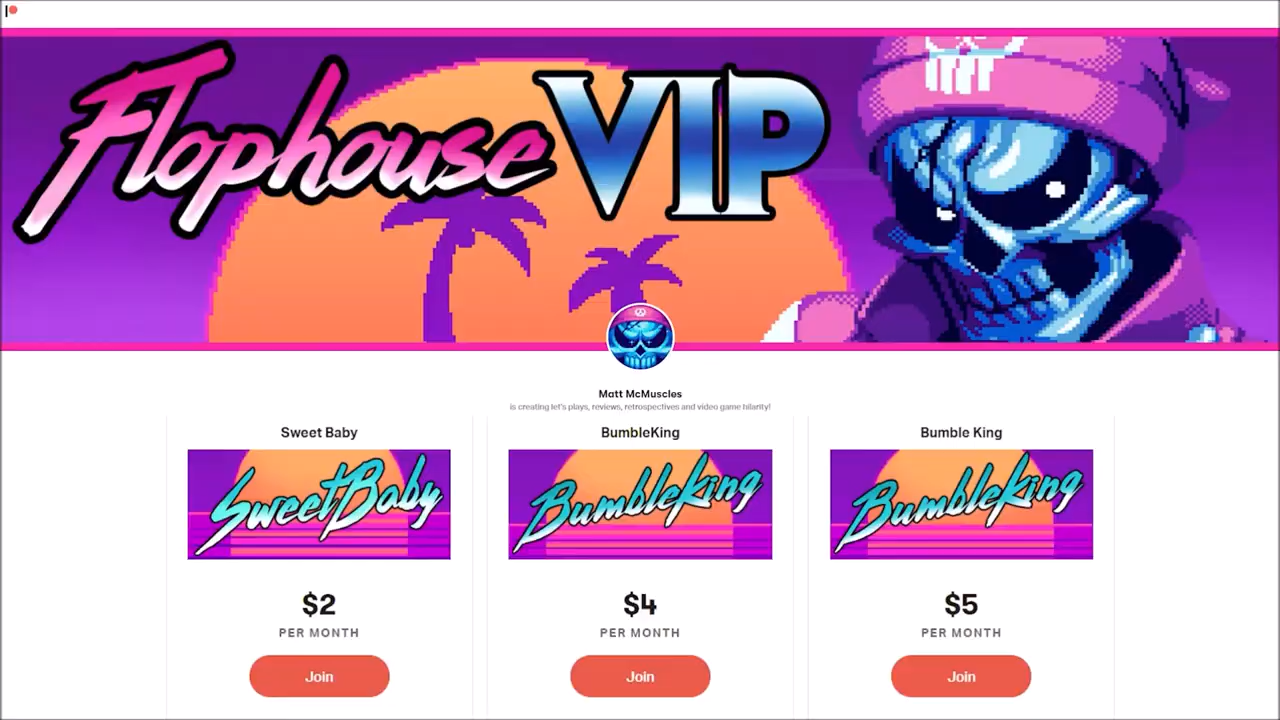 Flophouse VIP
Matt McMuscles
is creating let's plays, reviews, retrospectives and video game hilarity!
Sweet Baby
BumbleKing
Bumble King
SweetBaby
BumbleKing
BumbleKing
$2
$4
$5
PER MONTH
PER MONTH
PER MONTH
Join
Join
Join